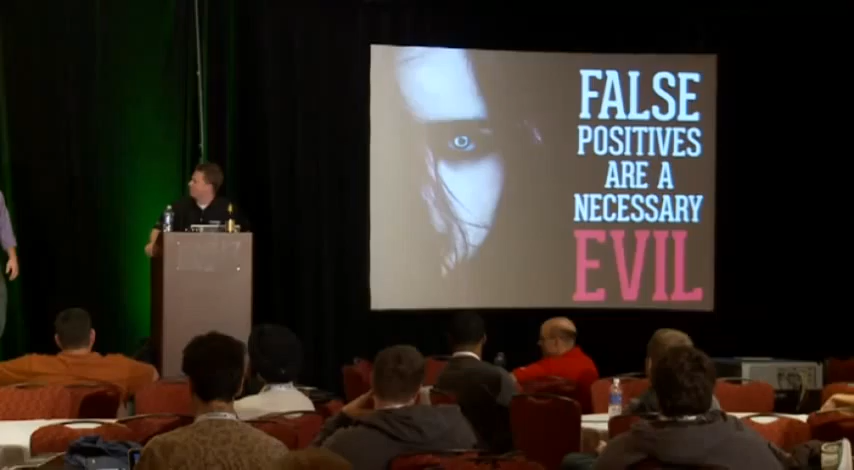 FALSE
POSITIVES
ARE A
NECESSARY
EVIL